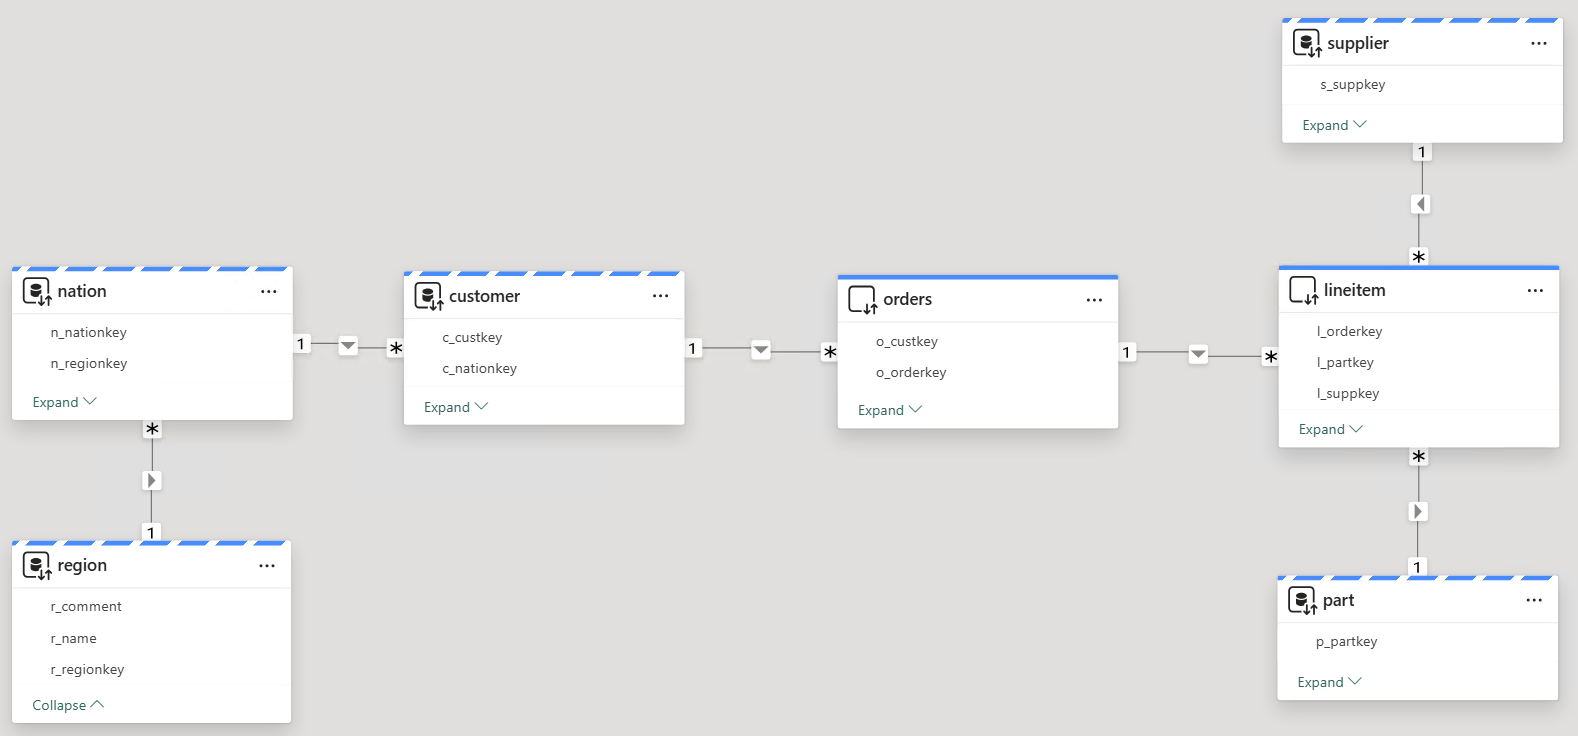 supplier
s_suppkey
Expand
1
*
nation
n_nationkey
n_regionkey
Expand
1
*
customer
c_custkey
c_nationkey
Expand
1
*
orders
o_custkey
o_orderkey
Expand
1
*
lineitem
l_orderkey
l_partkey
l_suppkey
Expand
*
1
region
r_comment
r_name
r_regionkey
Collapse
*
1
part
p_partkey
Expand